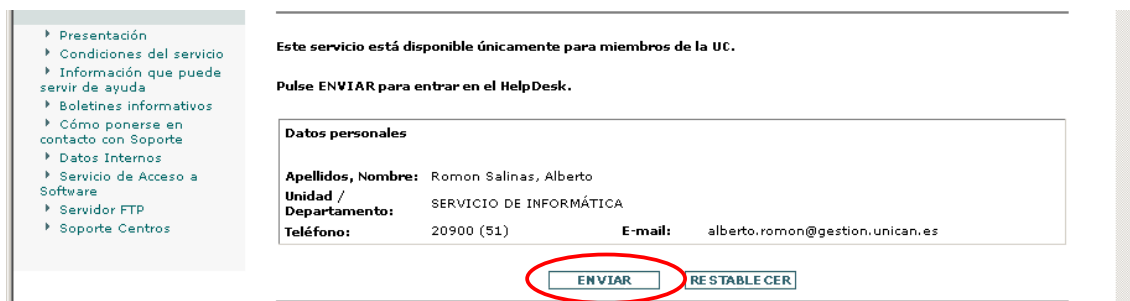 Presentación
Condiciones del servicio
Información que puede
servir de ayuda
Boletines informativos
Cómo ponerse en
contacto con Soporte
Datos Internos
Servicio de Acceso a
Software
Servidor FTP
Soporte Centros
Este servicio está disponible únicamente para miembros de la UC.
Pulse ENVIAR para entrar en el HelpDesk.
Datos personales
Apellidos, Nombre: Romon Salinas, Alberto
Unidad /
Departamento: SERVICIO DE INFORMÁTICA
Teléfono: 20900 (51) E-mail: alberto.romon@gestion.unican.es
ENVIAR RESTABLECER